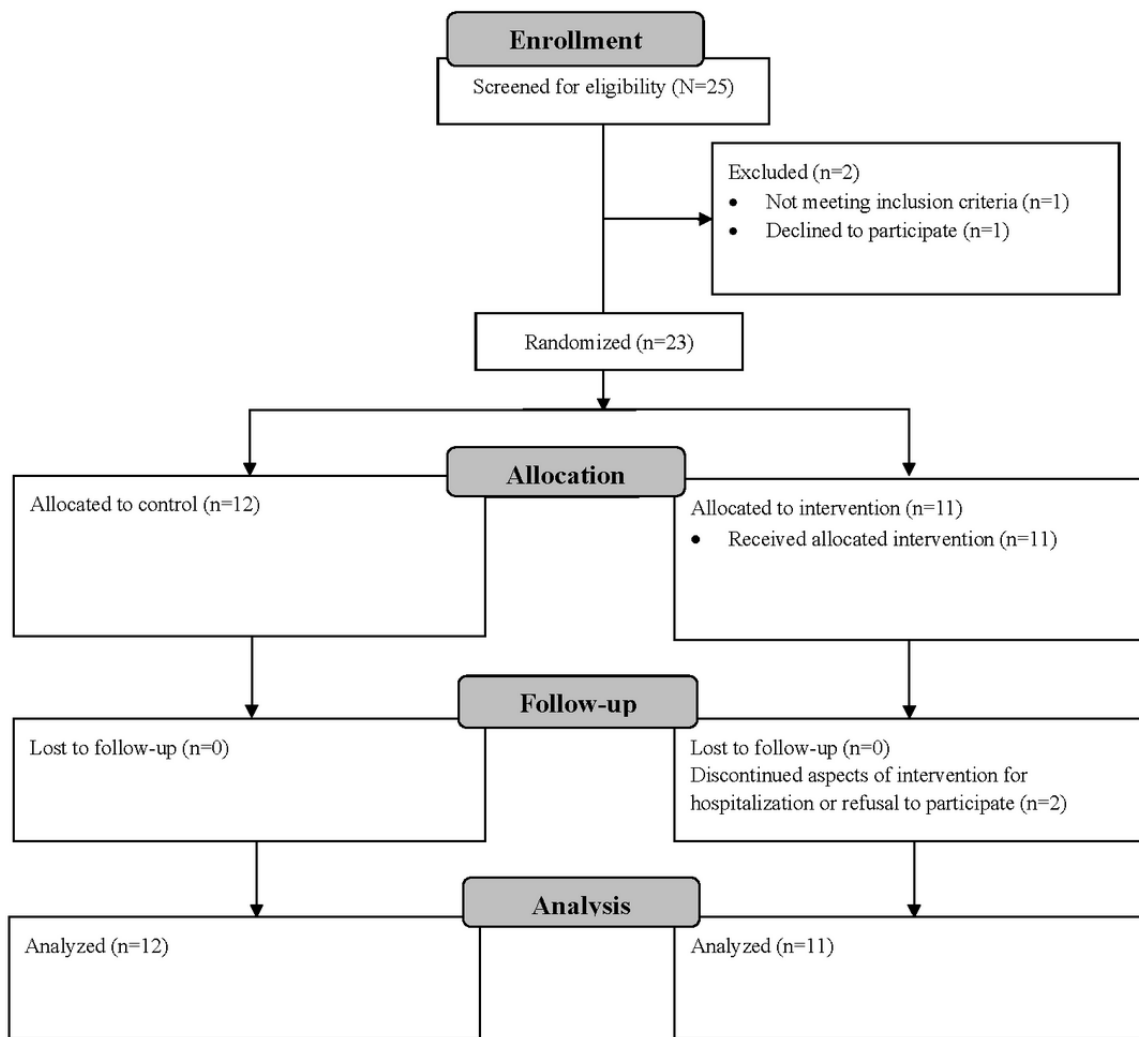 Enrollment
Screened for eligibility (N=25)
Excluded (n=2)
• Not meeting inclusion criteria (n=1)
• Declined to participate (n=1)
Randomized (n=23)
Allocation
Allocated to control (n=12)
Allocated to intervention (n=11)
• Received allocated intervention (n=11)
Follow-up
Lost to follow-up (n=0)
Lost to follow-up (n=0)
Discontinued aspects of intervention for
hospitalization or refusal to participate (n=2)
Analysis
Analyzed (n=12)
Analyzed (n=11)